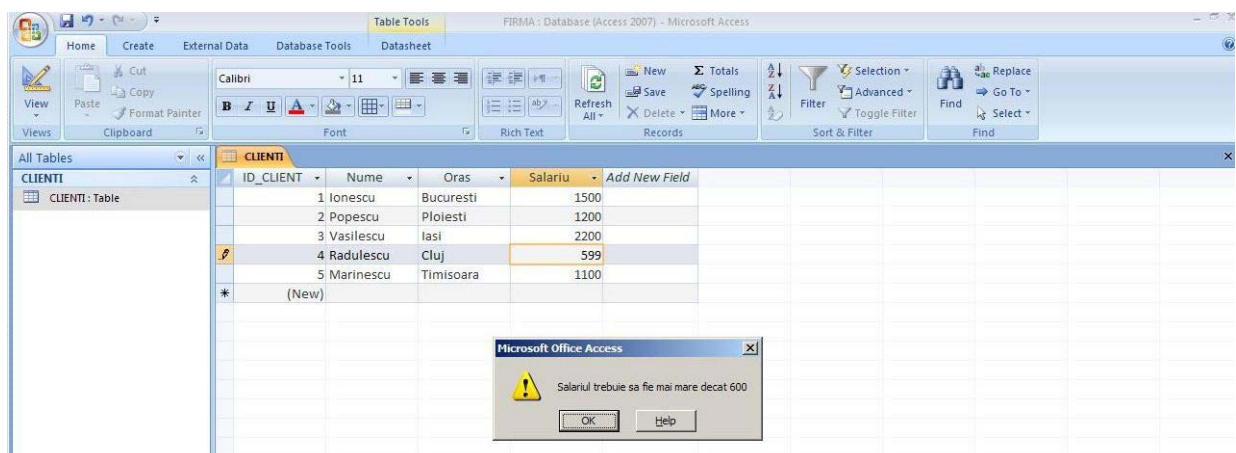 Table Tools FIRMA : Database (Access 2007) - Microsoft Access
Home Create External Data Database Tools Datasheet
View Paste Cut Copy Format Painter
Calibri 11
B I U A
Refresh All New Save Delete Σ Totals Spelling More
Filter Selection Advanced Toggle Filter
Find Replace Go To Select
Views Clipboard Font Rich Text Records Sort & Filter Find
All Tables
CLIENTI
CLIENTI : Table
CLIENTI
ID_CLIENT Nume Oras Salariu Add New Field
1 Ionescu Bucuresti 1500
2 Popescu Ploiesti 1200
3 Vasilescu Iasi 2200
4 Radulescu Cluj 599
5 Marinescu Timisoara 1100
* (New)
Microsoft Office Access
Salariul trebuie sa fie mai mare decat 600
OK Help